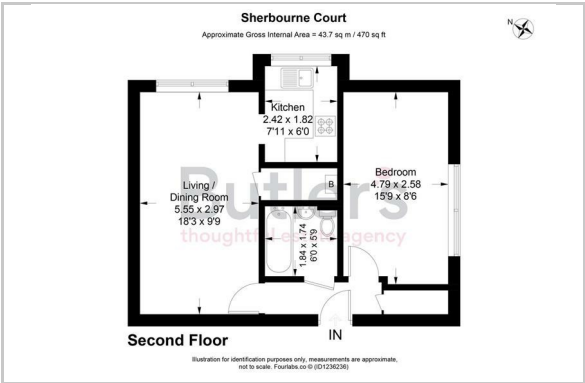 Sherbourne Court
Approximate Gross Internal Area = 43.7 sq m / 470 sq ft
N
Kitchen
2.42 x 1.82
7'11 x 6'0
Living /
Dining Room
5.55 x 2.97
18'3 x 9'9
B
Bedroom
4.79 x 2.58
15'9 x 8'6
Butler's
thoughtful estate agency
1.84 x 1.74
6'0 x 5'9
IN
Second Floor
Illustration for identification purposes only, measurements are approximate,
not to scale. Fourlabs.co © (ID1236236)